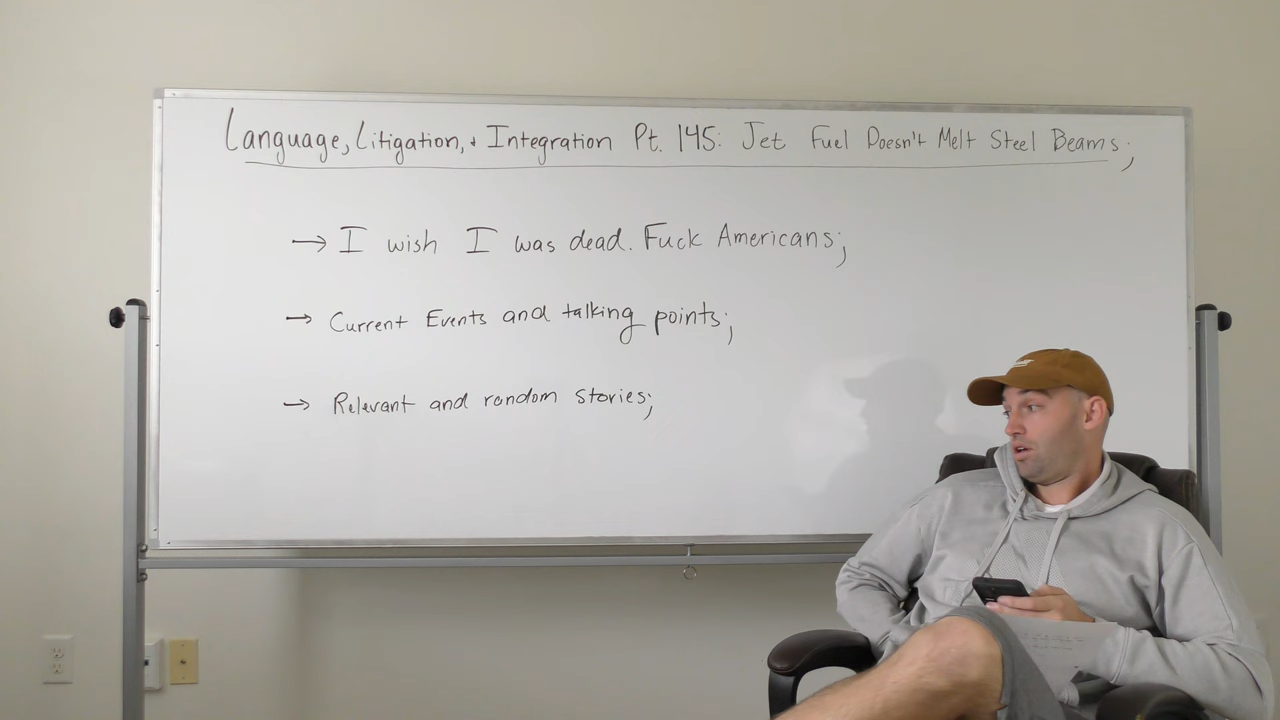 Language, Litigation, + Integration Pt. 145: Jet Fuel Doesn't Melt Steel Beams;
→ I wish I was dead. Fuck Americans;
→ Current Events and talking points;
→ Relevant and random stories;